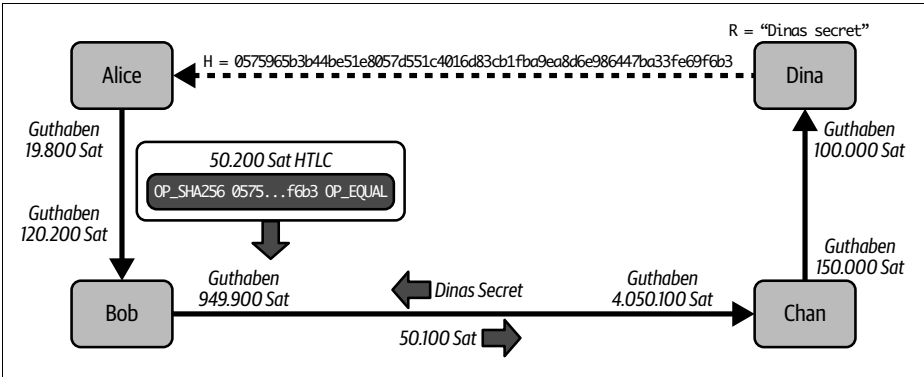 R = “Dinas secret”
H = 0575965b3b44be51e8057d551c4016d83cb1fba9ea8d6e986447ba33fe69f6b3
Alice
Dina
Guthaben
19.800 Sat
50.200 Sat HTLC
OP_SHA256 0575...f6b3 OP_EQUAL
Guthaben
100.000 Sat
Guthaben
120.200 Sat
Guthaben
949.900 Sat
Dinas Secret
Guthaben
4.050.100 Sat
Guthaben
150.000 Sat
Bob
50.100 Sat
Chan